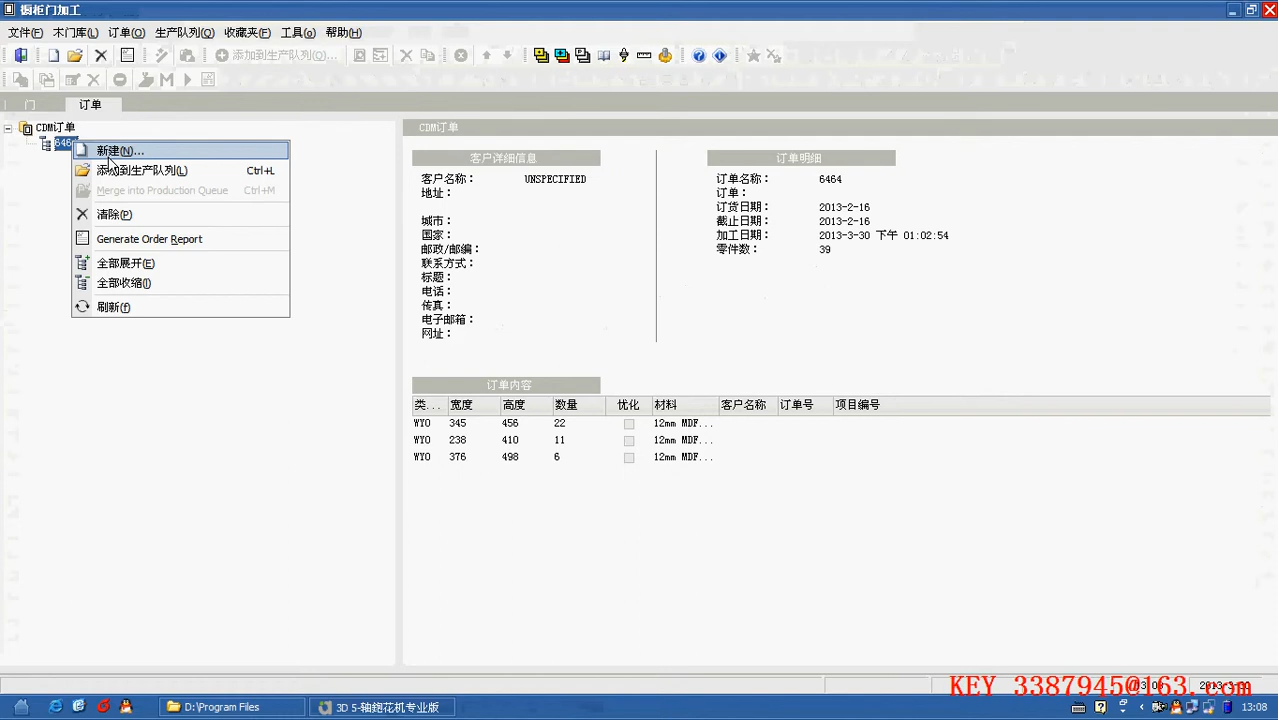 橱柜门加工
文件(F) 木门库(L) 订单(O) 生产队列(Q) 收藏夹(F) 工具(G) 帮助(H)
添加到生产队列(L)...
门 订单
CDM订单
646
新建(N)...
添加到生产队列(L) Ctrl+L
Merge into Production Queue Ctrl+M
清除(P)
Generate Order Report
全部展开(E)
全部收缩(I)
刷新(f)
CDM订单
客户详细信息
客户名称： UNSPECIFIED
地址：
城市：
国家：
邮政/邮编：
联系方式：
标题：
电话：
传真：
电子邮箱：
网址：
订单明细
订单名称： 6464
订单：
订货日期： 2013-2-16
截止日期： 2013-2-16
加工日期： 2013-3-30 下午 01:02:54
零件数： 39
订单内容
类... 宽度 高度 数量 优化 材料 客户名称 订单号 项目编号
WYO 345 456 22 12mm MDF...
WYO 238 410 11 12mm MDF...
WYO 376 498 6 12mm MDF...
KEY 3387945@163.com
D:\Program Files 3D 5-轴镂花机专业版 13:08